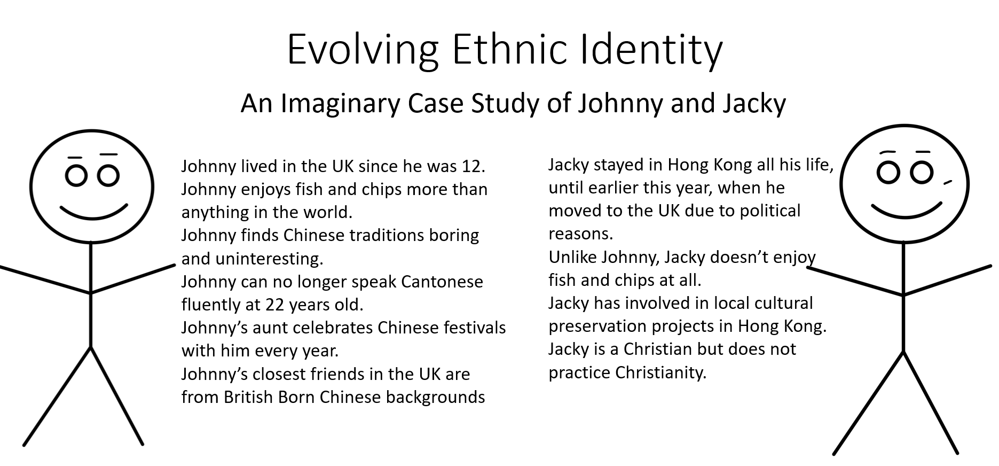 Evolving Ethnic Identity
An Imaginary Case Study of Johnny and Jacky
Johnny lived in the UK since he was 12.
Johnny enjoys fish and chips more than
anything in the world.
Johnny finds Chinese traditions boring
and uninteresting.
Johnny can no longer speak Cantonese
fluently at 22 years old.
Johnny’s aunt celebrates Chinese festivals
with him every year.
Johnny’s closest friends in the UK are
from British Born Chinese backgrounds
Jacky stayed in Hong Kong all his life,
until earlier this year, when he
moved to the UK due to political
reasons.
Unlike Johnny, Jacky doesn’t enjoy
fish and chips at all.
Jacky has involved in local cultural
preservation projects in Hong Kong.
Jacky is a Christian but does not
practice Christianity.